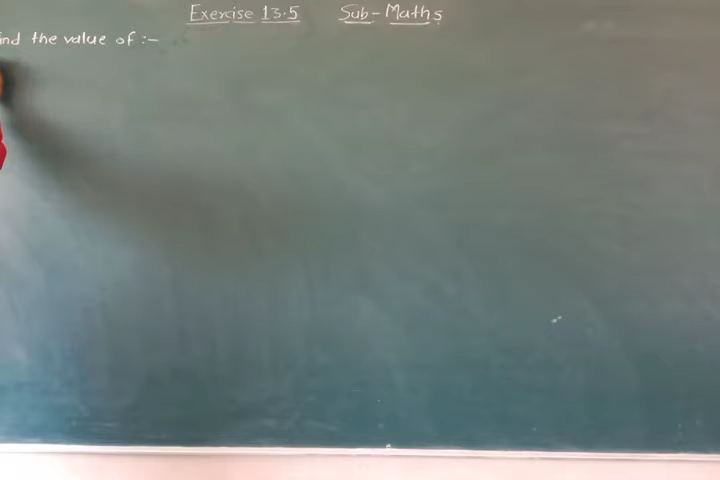 Exercise 13.5 Sub-Maths
ind the value of :-